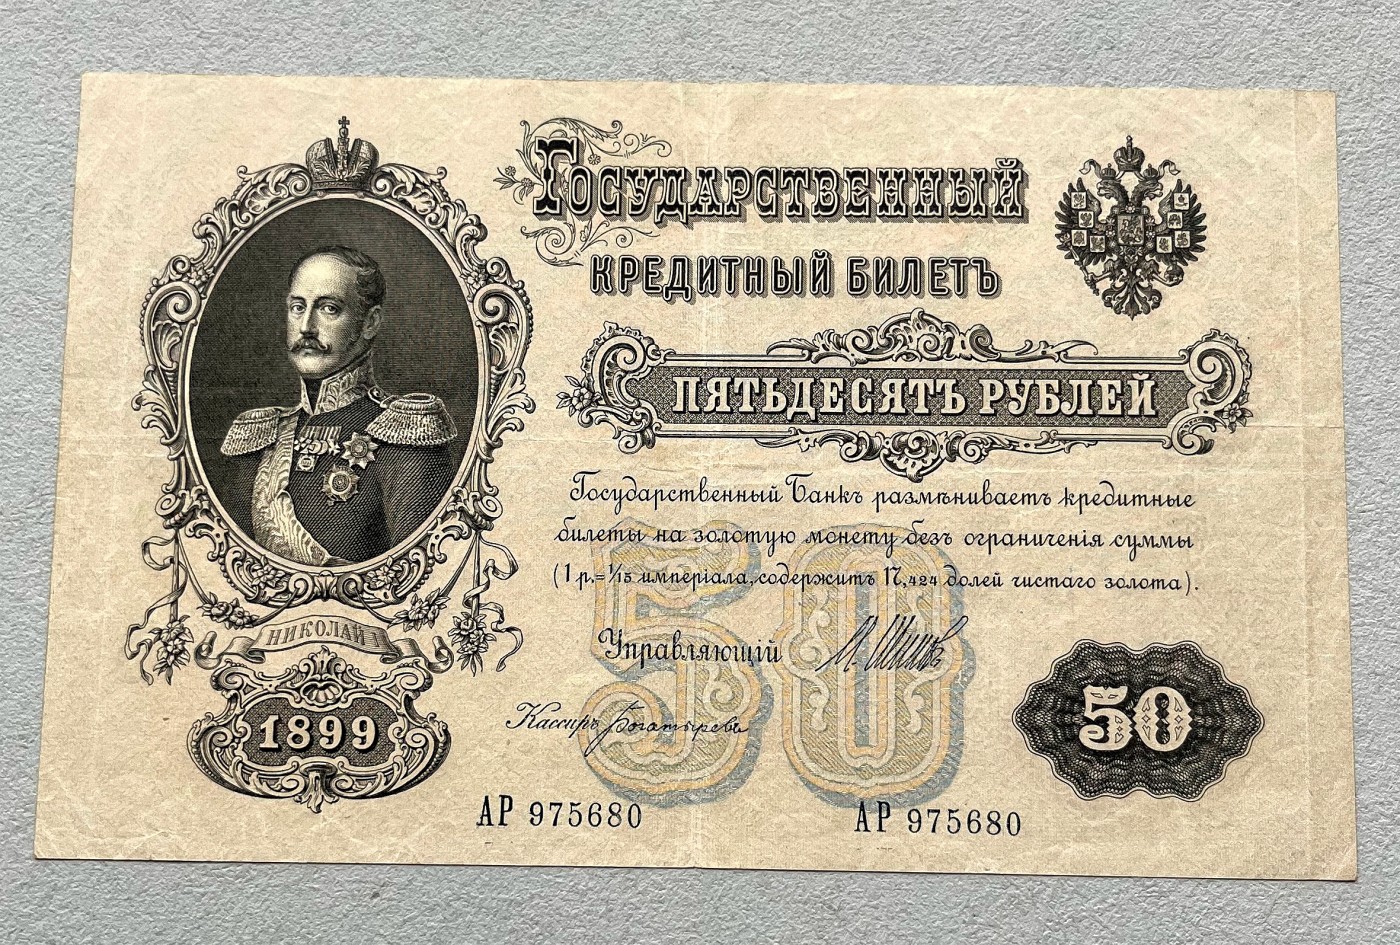 Государственный
кредитный билетъ
пятьдесятъ рублей
Государственный Банкъ размѣниваетъ кредитные
билеты на золотую монету безъ ограниченія суммы
(1 р.=1/15 имперіала, содержитъ 17,424 долей чистаго золота).
Управляющій
Кассиръ Богатыревъ
НИКОЛАЙ I
1899
50
50
АР 975680
АР 975680